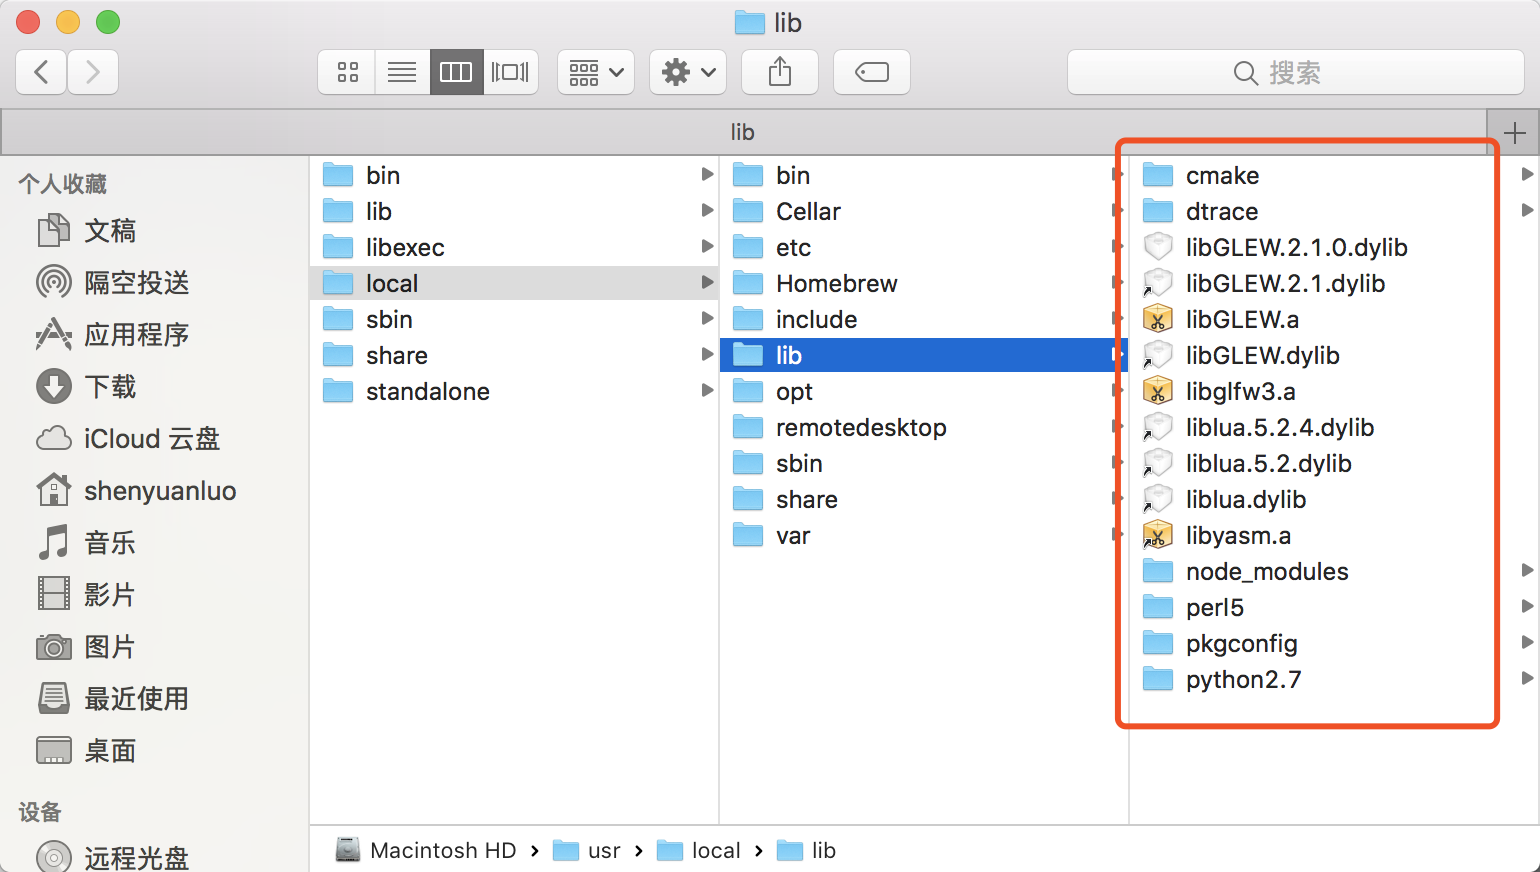 lib
搜索
lib
个人收藏
文稿
隔空投送
应用程序
下载
iCloud 云盘
shenyuanluo
音乐
影片
图片
最近使用
桌面
设备
远程光盘
bin
lib
libexec
local
sbin
share
standalone
bin
Cellar
etc
Homebrew
include
lib
opt
remotedesktop
sbin
share
var
cmake
dtrace
libGLEW.2.1.0.dylib
libGLEW.2.1.dylib
libGLEW.a
libGLEW.dylib
libglfw3.a
liblua.5.2.4.dylib
liblua.5.2.dylib
liblua.dylib
libyasm.a
node_modules
perl5
pkgconfig
python2.7
Macintosh HD › usr › local › lib